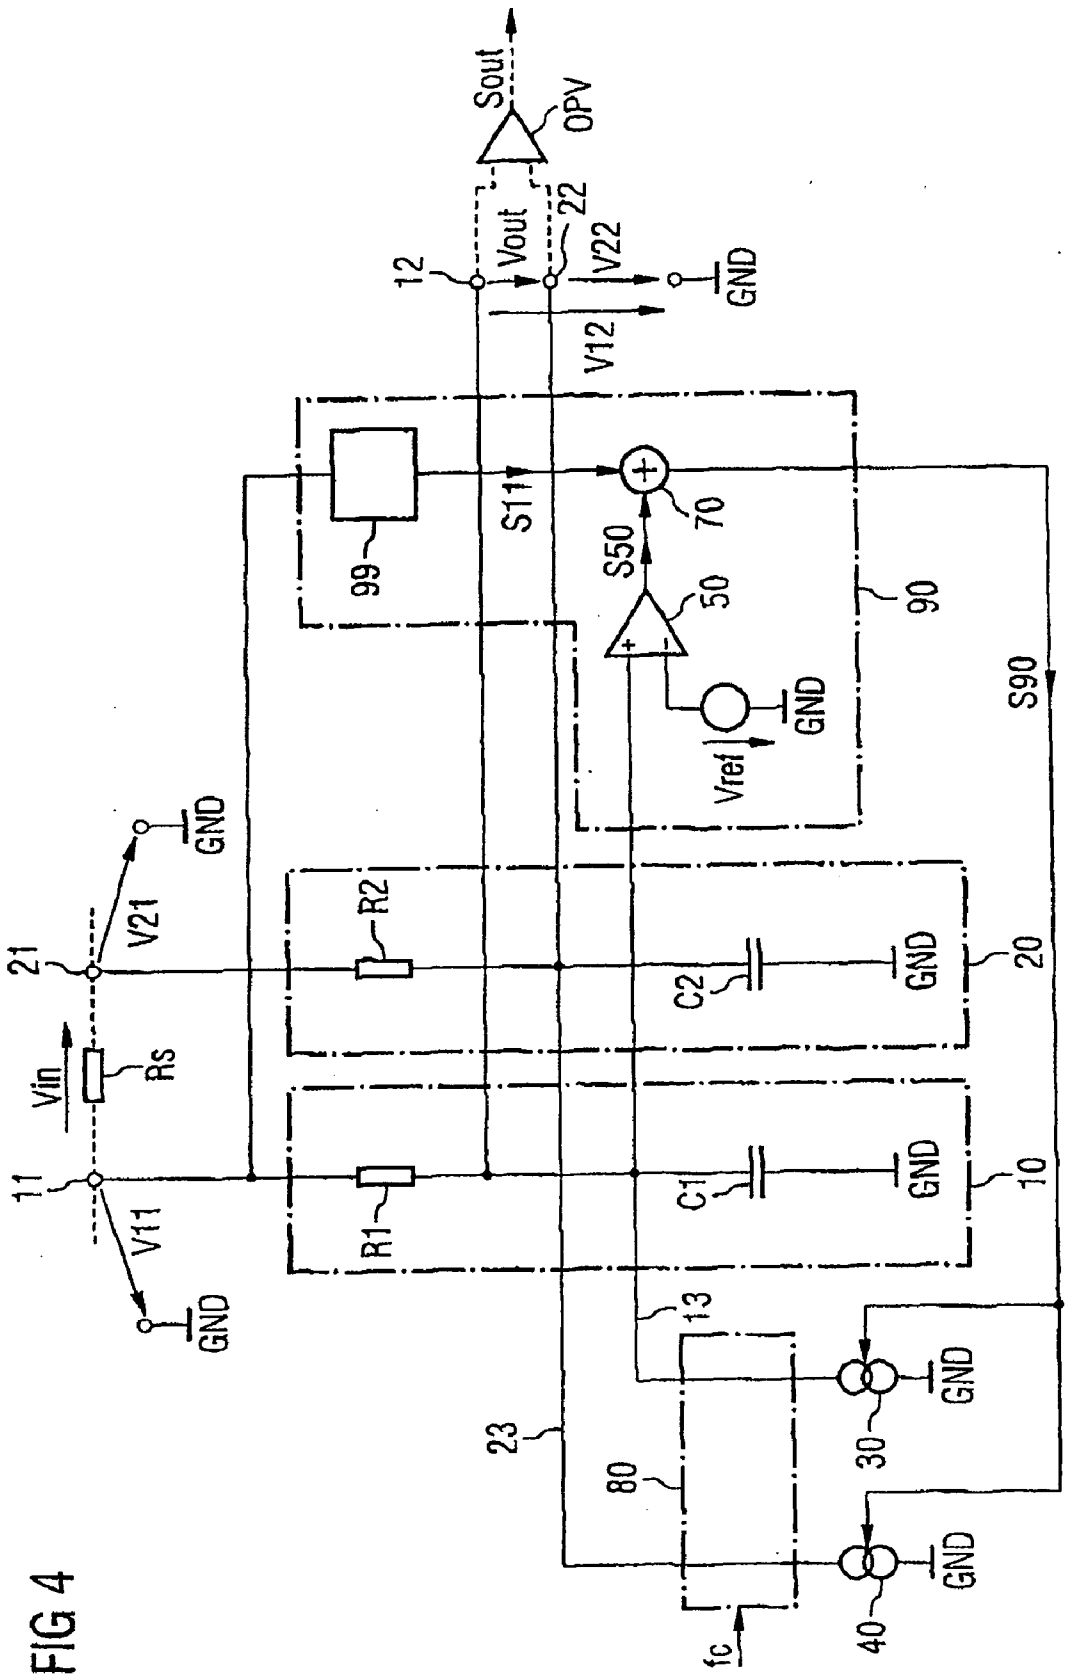 FIG 4
fc
80
40
GND
30
GND
23
13
S90
11
V11
GND
Vin
Rs
21
V21
GND
R1
C1
GND
10
R2
C2
GND
20
99
S11
S50
50
70
Vref
GND
90
12
Vout
22
V12
V22
GND
Sout
OPV
+
-
+